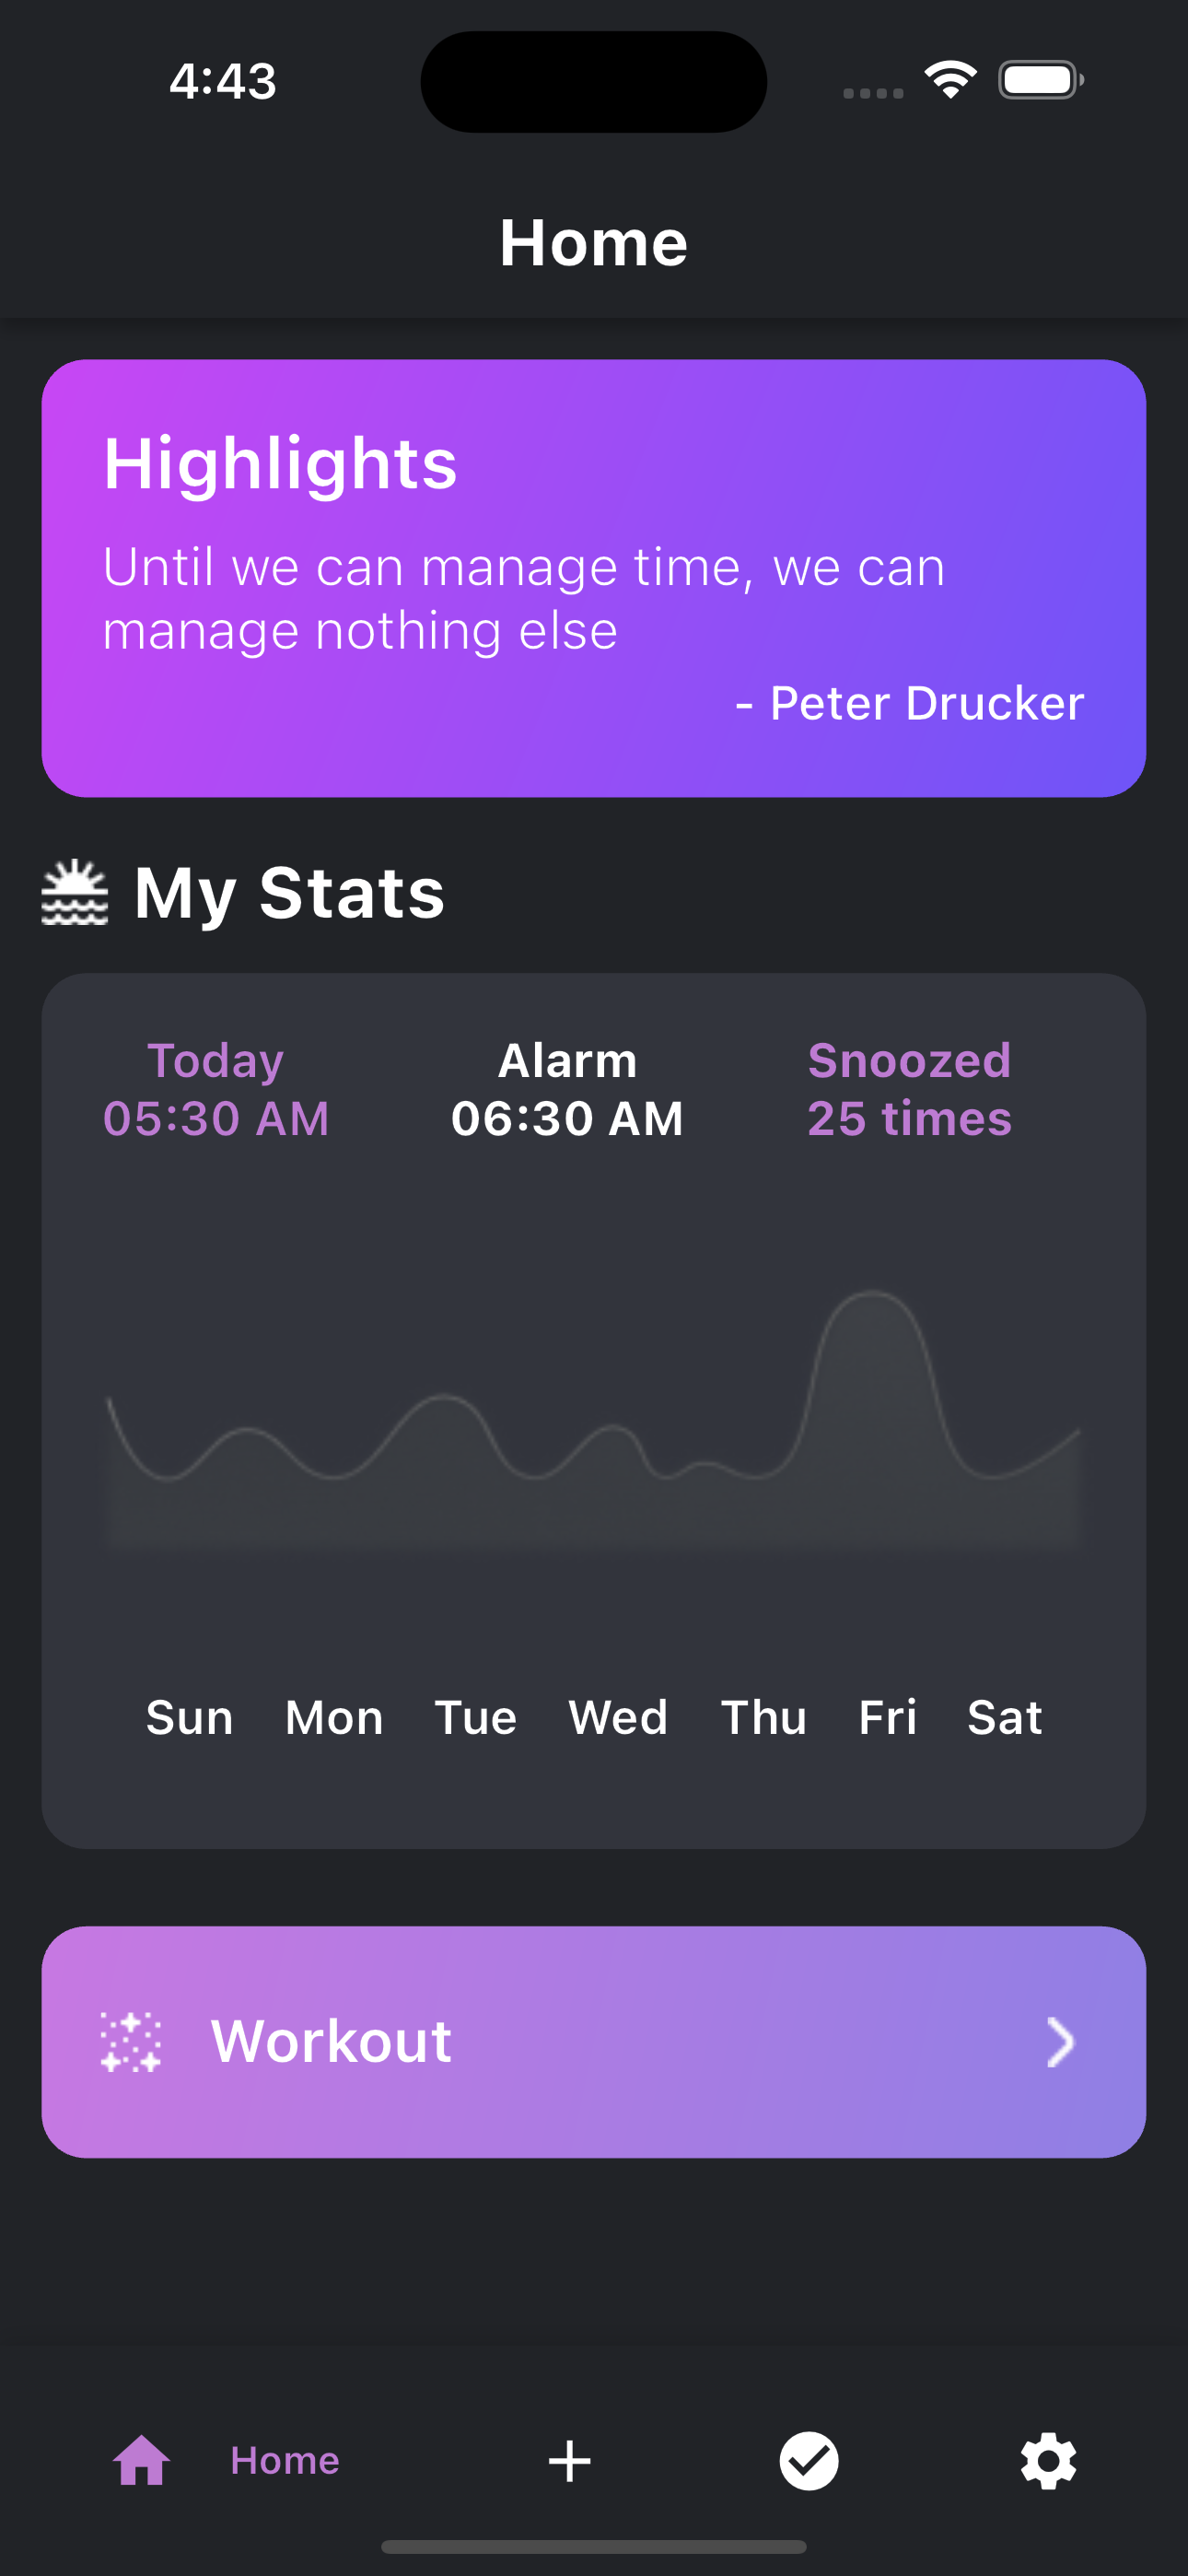 4:43
Home
Highlights
Until we can manage time, we can
manage nothing else
- Peter Drucker
My Stats
Today Alarm Snoozed
05:30 AM 06:30 AM 25 times
Sun Mon Tue Wed Thu Fri Sat
Workout
Home